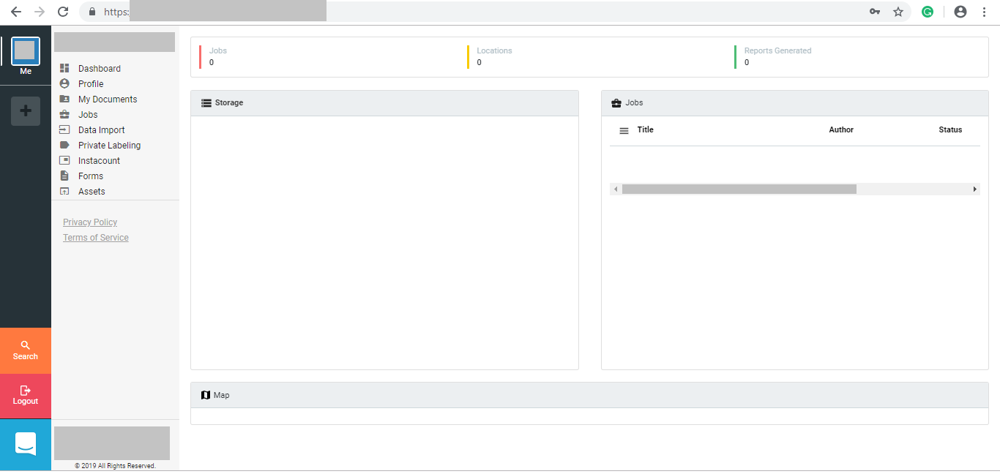 https:
Me
Dashboard
Profile
My Documents
Jobs
Data Import
Private Labeling
Instacount
Forms
Assets
Privacy Policy
Terms of Service
Search
Logout
© 2019 All Rights Reserved.
Jobs
0
Locations
0
Reports Generated
0
Storage
Jobs
Title Author Status
Map